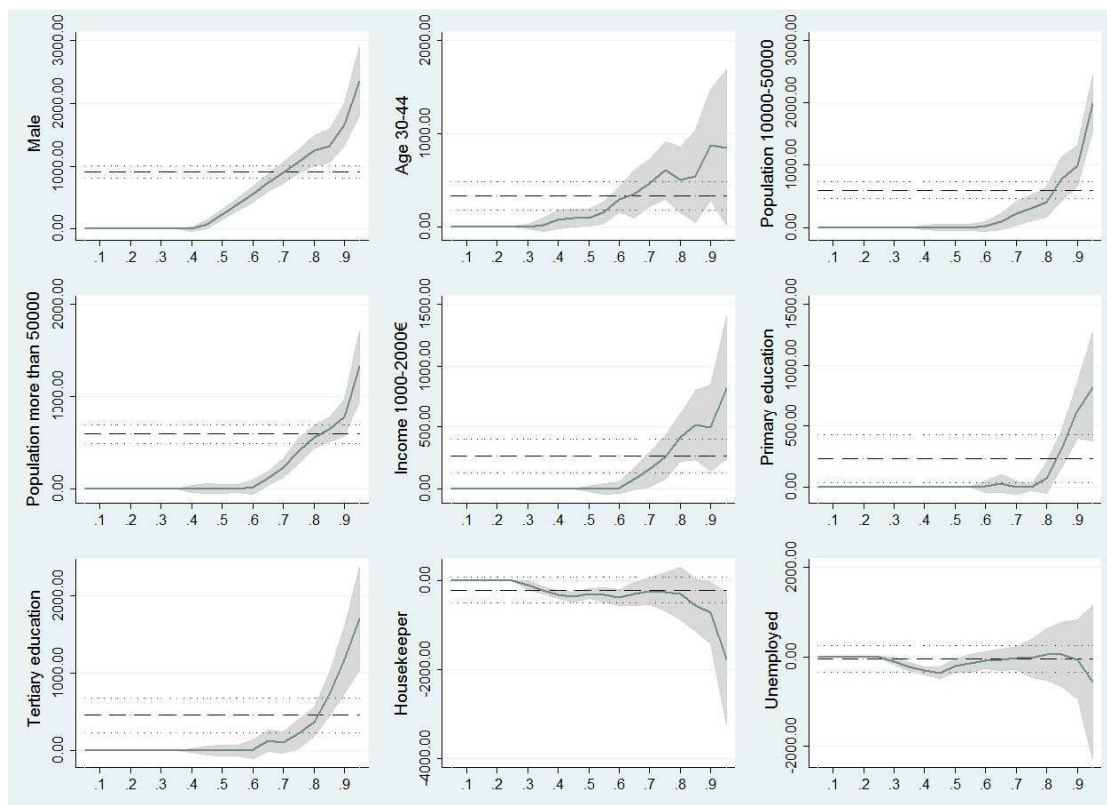 Male
3000.00
2000.00
1000.00
0.00
.1 .2 .3 .4 .5 .6 .7 .8 .9
Age 30-44
2000.00
1000.00
0.00
.1 .2 .3 .4 .5 .6 .7 .8 .9
Population 10000-50000
3000.00
2000.00
1000.00
0.00
.1 .2 .3 .4 .5 .6 .7 .8 .9
Population more than 50000
2000.00
1000.00
0.00
.1 .2 .3 .4 .5 .6 .7 .8 .9
Income 1000-2000€
1500.00
1000.00
500.00
0.00
.1 .2 .3 .4 .5 .6 .7 .8 .9
Primary education
1500.00
1000.00
500.00
0.00
.1 .2 .3 .4 .5 .6 .7 .8 .9
Tertiary education
2000.00
1000.00
0.00
.1 .2 .3 .4 .5 .6 .7 .8 .9
Housekeeper
0.00
-2000.00
-4000.00
.1 .2 .3 .4 .5 .6 .7 .8 .9
Unemployed
2000.00
0.00
-2000.00
.1 .2 .3 .4 .5 .6 .7 .8 .9